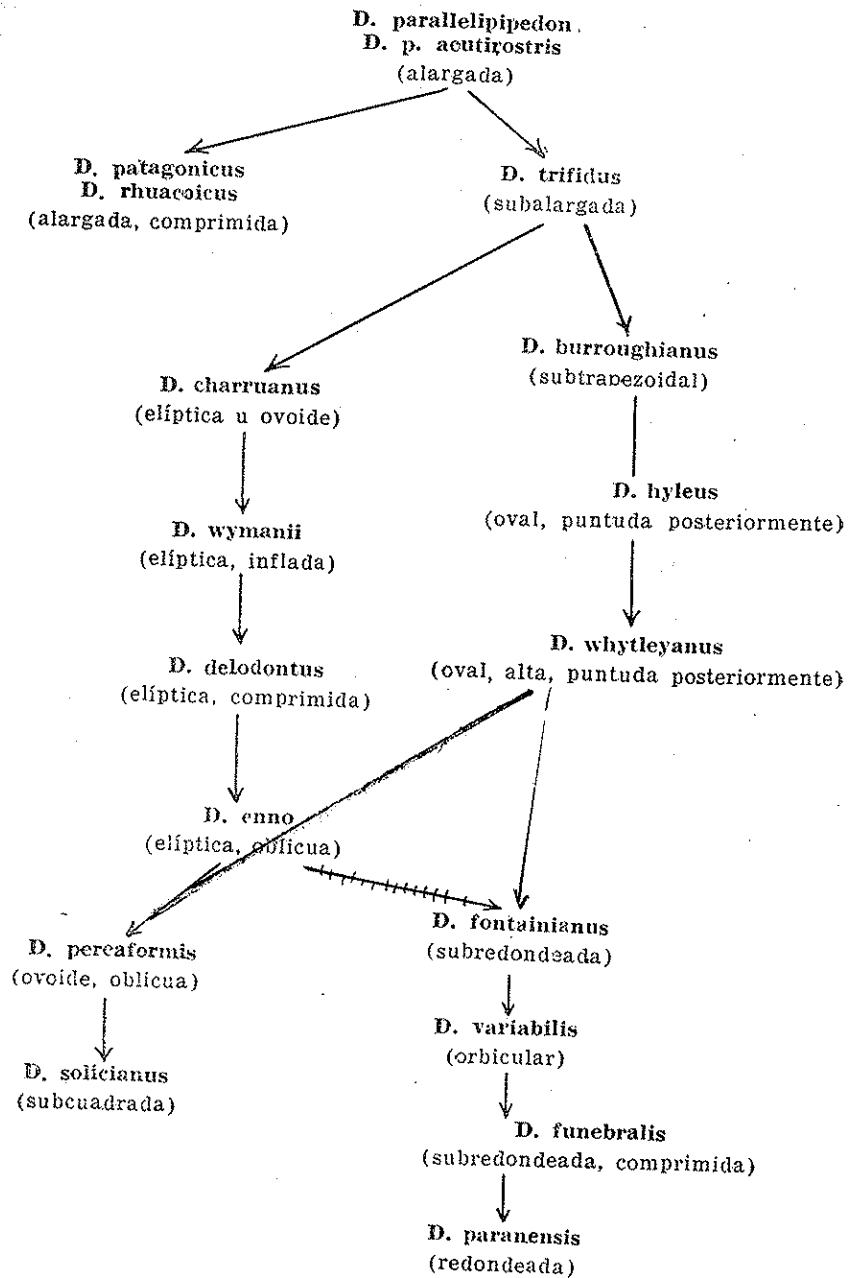 D. parallelipipedon
D. p. acutirostris
(alargada)
D. patagonicus
D. rhuacoicus
(alargada, comprimida)
D. trifidus
(subalargada)
D. burroughianus
(subtrapezoidal)
D. charruanus
(elíptica u ovoide)
D. hyleus
(oval, puntuda posteriormente)
D. wymanii
(elíptica, inflada)
D. whytleyanus
(oval, alta, puntuda posteriormente)
D. delodontus
(elíptica, comprimida)
D. enno
(elíptica, oblicua)
D. fontainianus
(subredondeada)
D. pereaformis
(ovoide, oblicua)
D. variabilis
(orbicular)
D. solicianus
(subcuadrada)
D. funebralis
(subredondeada, comprimida)
D. paranensis
(redondeada)